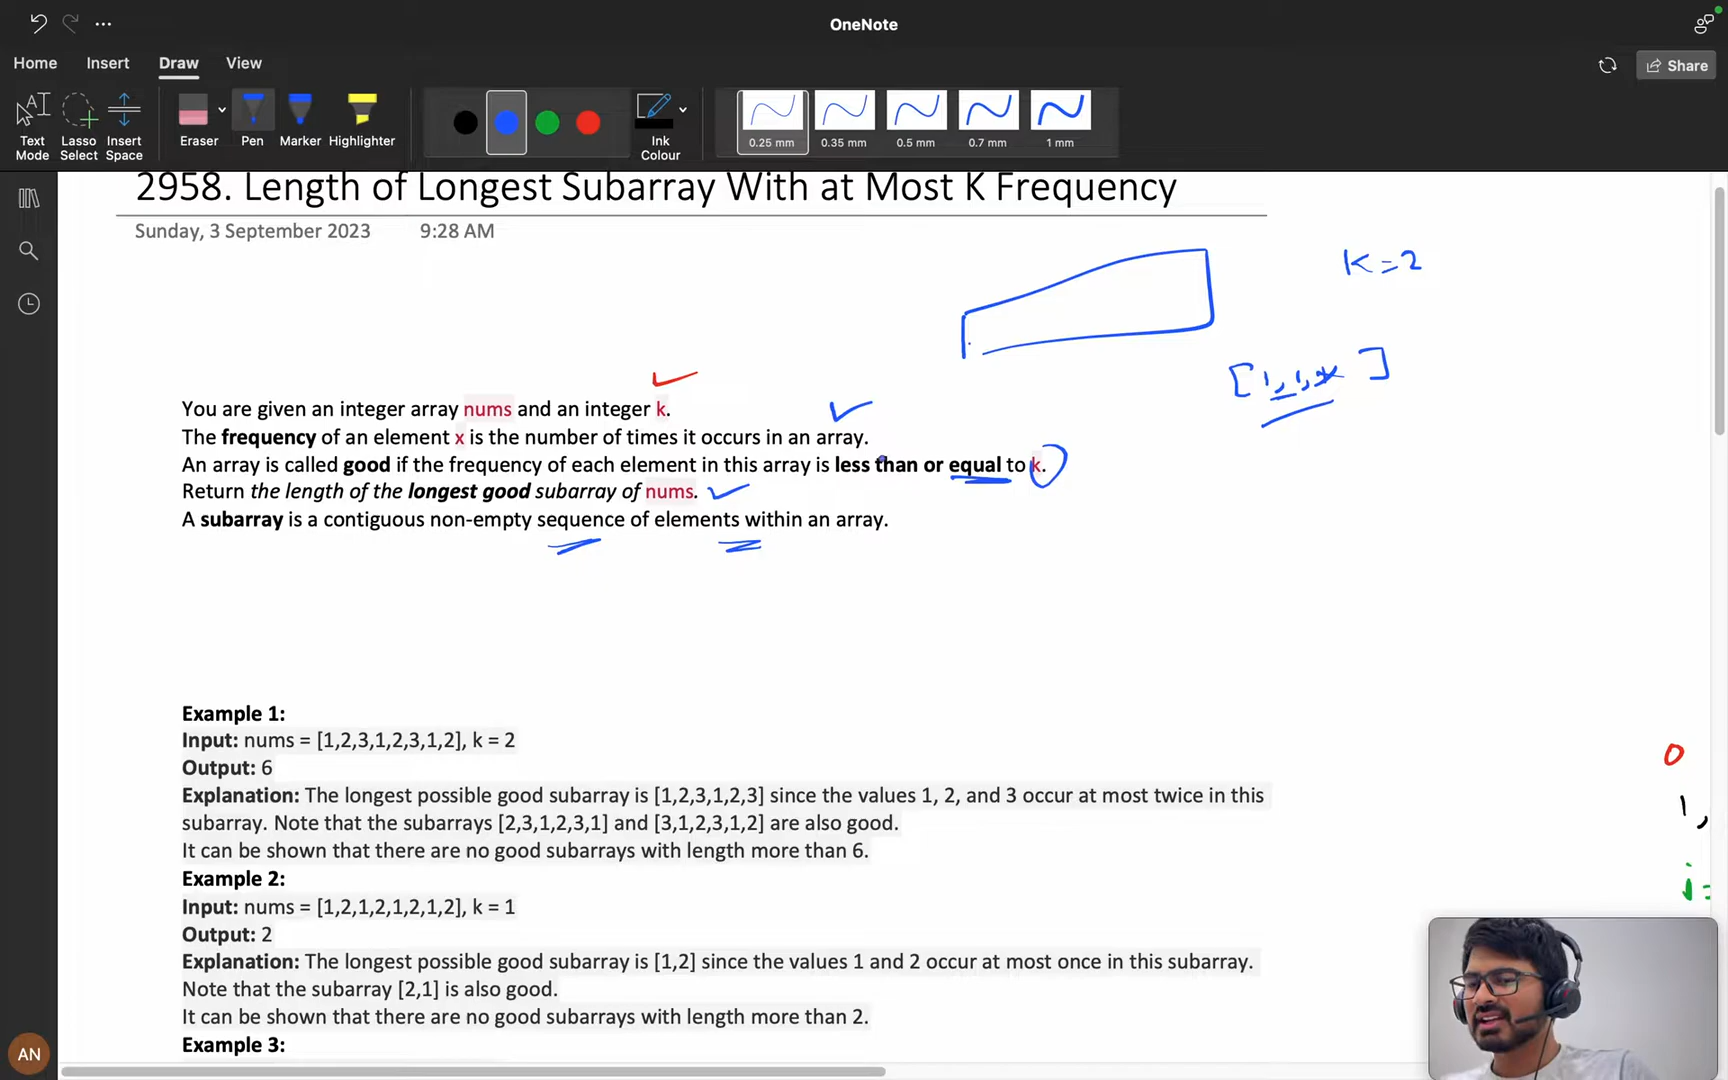 OneNote
Home Insert Draw View
Share
Text Mode
Lasso Select
Insert Space
Eraser
Pen
Marker
Highlighter
Ink Colour
0.25 mm
0.35 mm
0.5 mm
0.7 mm
1 mm
2958. Length of Longest Subarray With at Most K Frequency
Sunday, 3 September 2023 9:28 AM
K=2
[1,1,
]
You are given an integer array nums and an integer k.
The frequency of an element x is the number of times it occurs in an array.
An array is called good if the frequency of each element in this array is less than or equal to k.
Return the length of the longest good subarray of nums.
A subarray is a contiguous non-empty sequence of elements within an array.
Example 1:
Input: nums = [1,2,3,1,2,3,1,2], k = 2
Output: 6
0
Explanation: The longest possible good subarray is [1,2,3,1,2,3] since the values 1, 2, and 3 occur at most twice in this
subarray. Note that the subarrays [2,3,1,2,3,1] and [3,1,2,3,1,2] are also good.
1,
It can be shown that there are no good subarrays with length more than 6.
Example 2:
i=
Input: nums = [1,2,1,2,1,2,1,2], k = 1
Output: 2
Explanation: The longest possible good subarray is [1,2] since the values 1 and 2 occur at most once in this subarray.
Note that the subarray [2,1] is also good.
It can be shown that there are no good subarrays with length more than 2.
Example 3:
AN